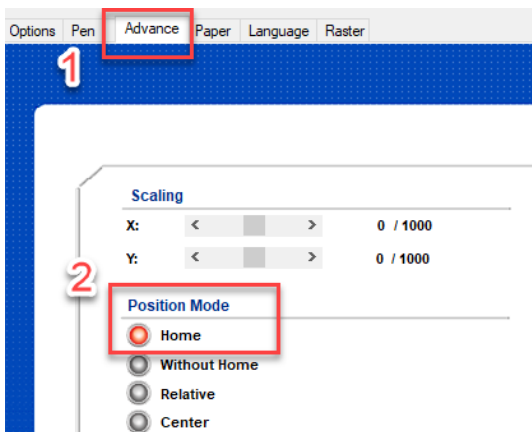 Options Pen Advance Paper Language Raster
1
Scaling
X: < > 0 / 1000
Y: < > 0 / 1000
2
Position Mode
Home
Without Home
Relative
Center